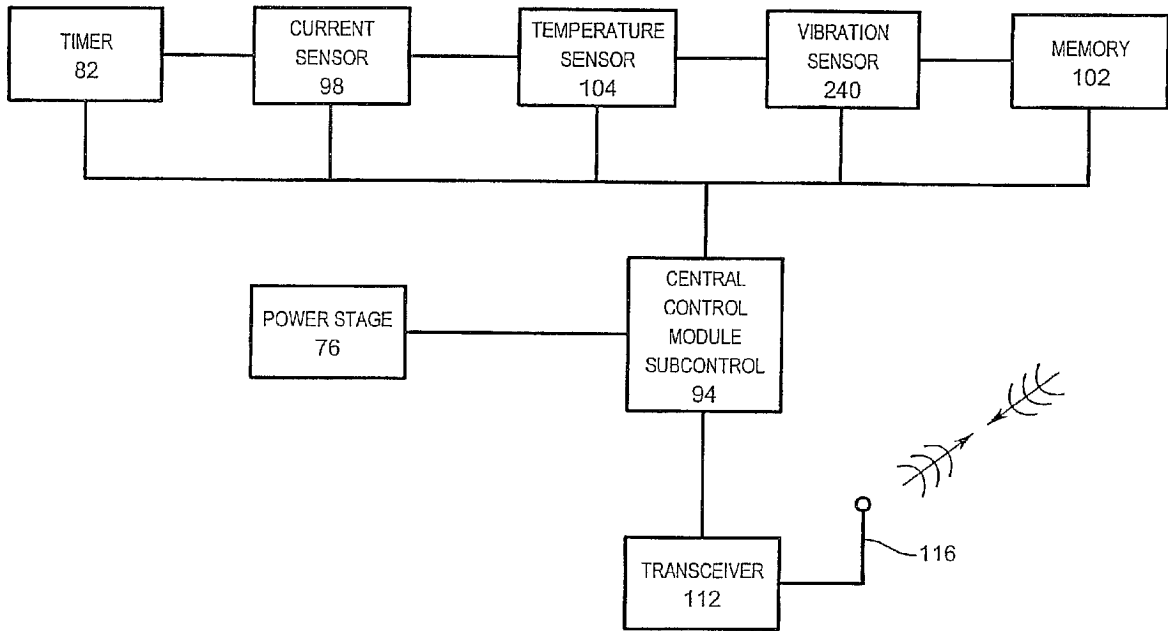 TIMER
82
CURRENT
SENSOR
98
TEMPERATURE
SENSOR
104
VIBRATION
SENSOR
240
MEMORY
102
POWER STAGE
76
CENTRAL
CONTROL
MODULE
SUBCONTROL
94
TRANSCEIVER
112
116